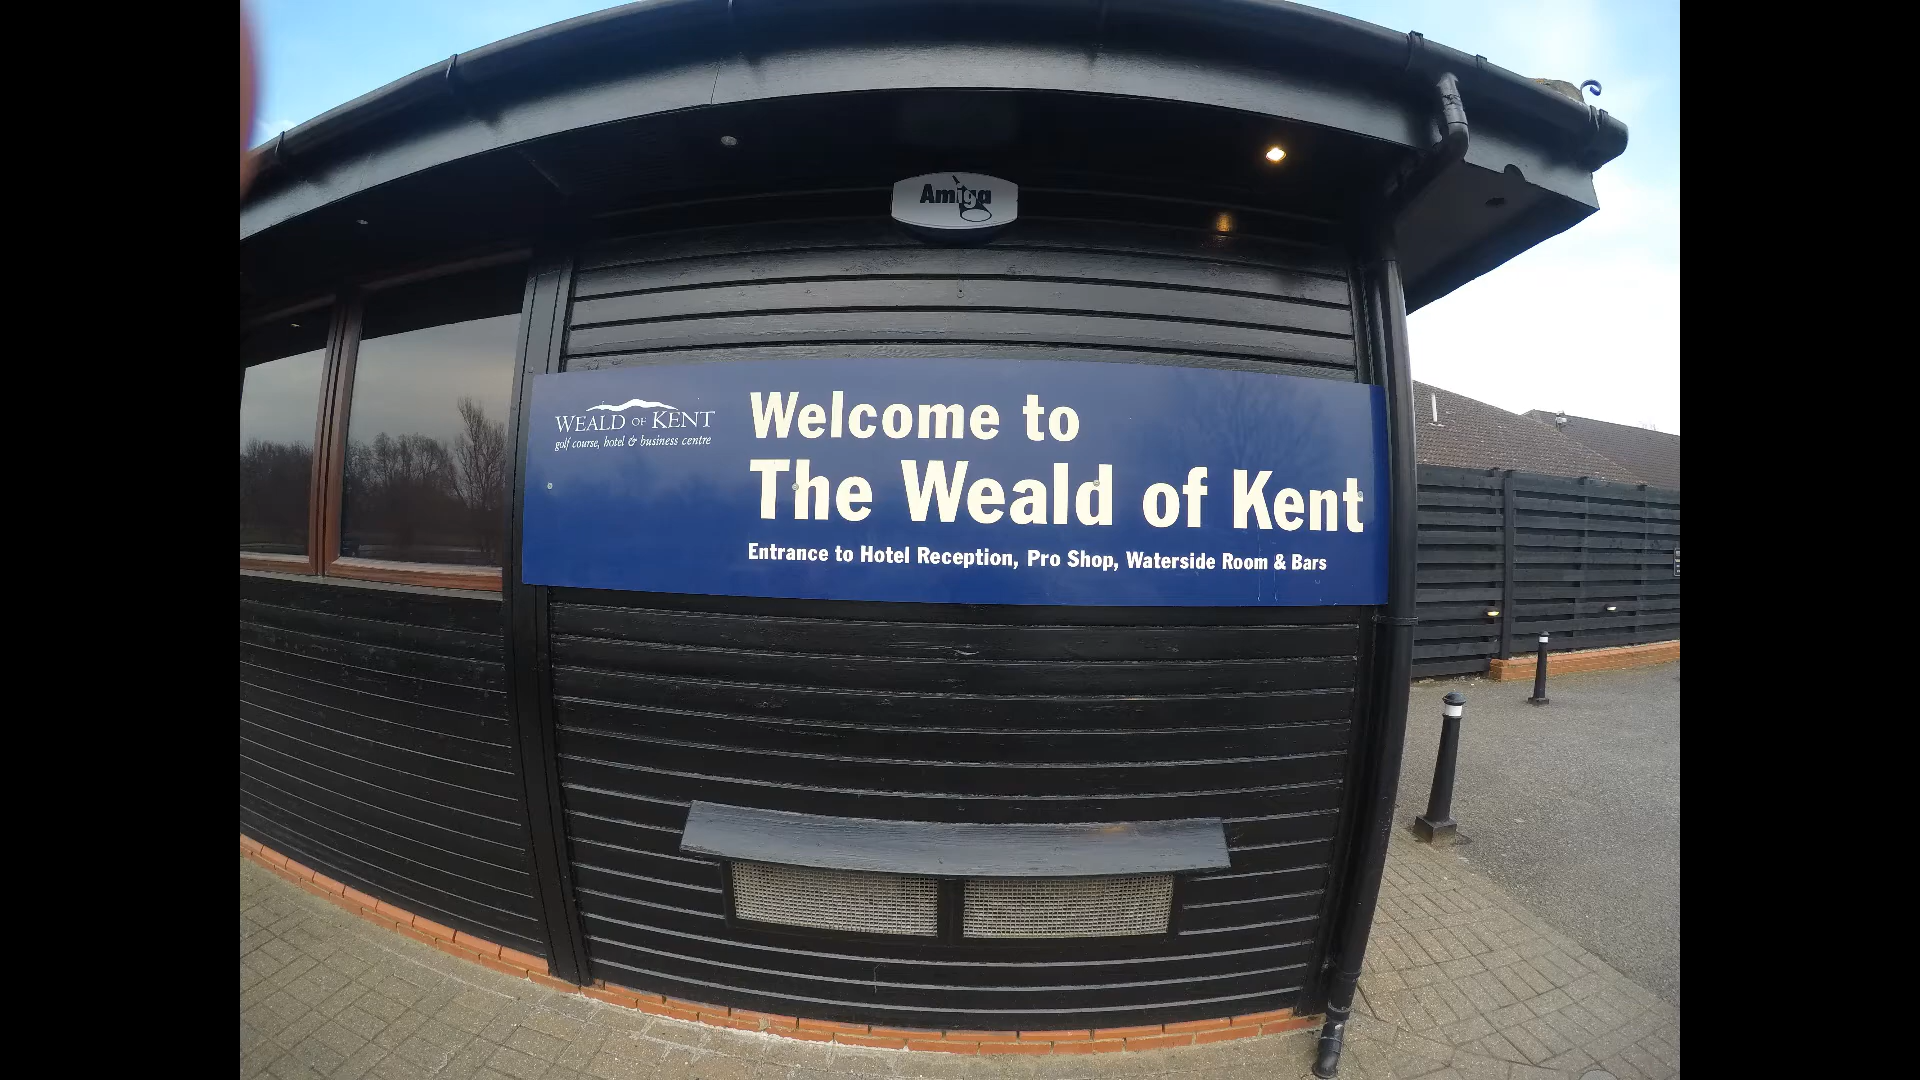 Amiga
WEALD OF KENT
golf course, hotel & business centre
Welcome to
The Weald of Kent
Entrance to Hotel Reception, Pro Shop, Waterside Room & Bars